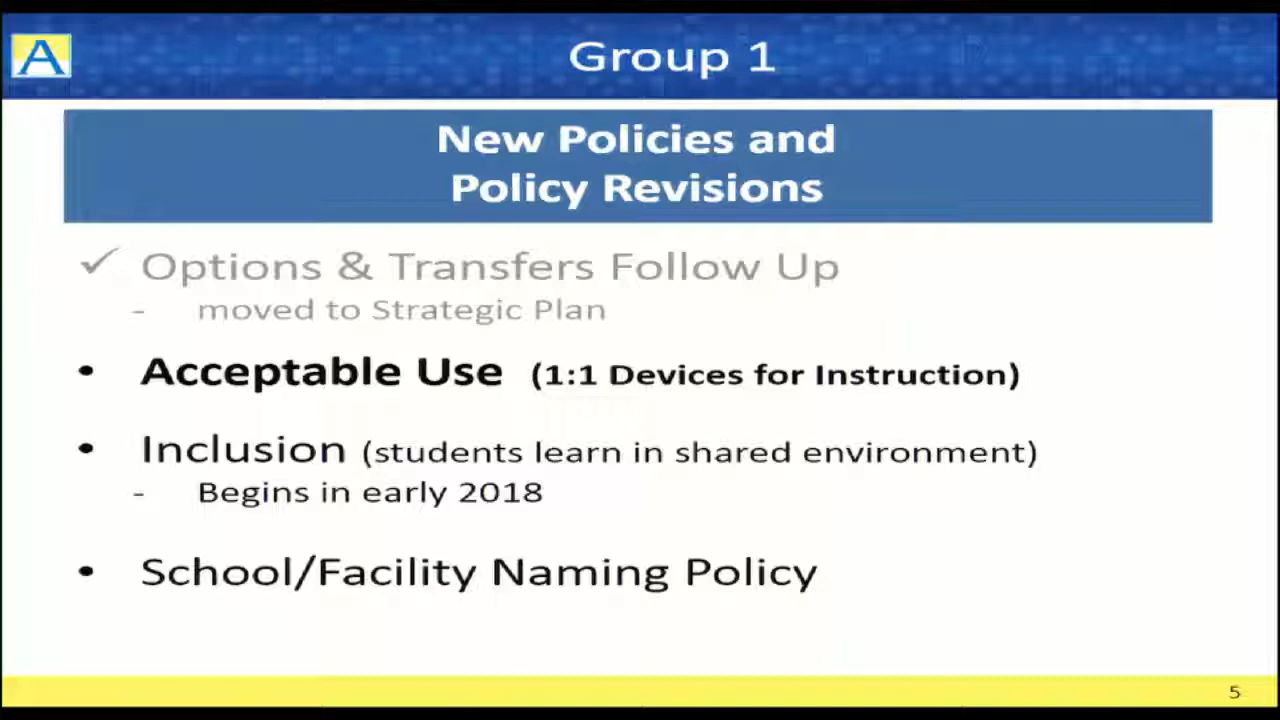 A
Group 1
New Policies and
Policy Revisions
✓ Options & Transfers Follow Up
- moved to Strategic Plan
• Acceptable Use (1:1 Devices for Instruction)
• Inclusion (students learn in shared environment)
- Begins in early 2018
• School/Facility Naming Policy
5